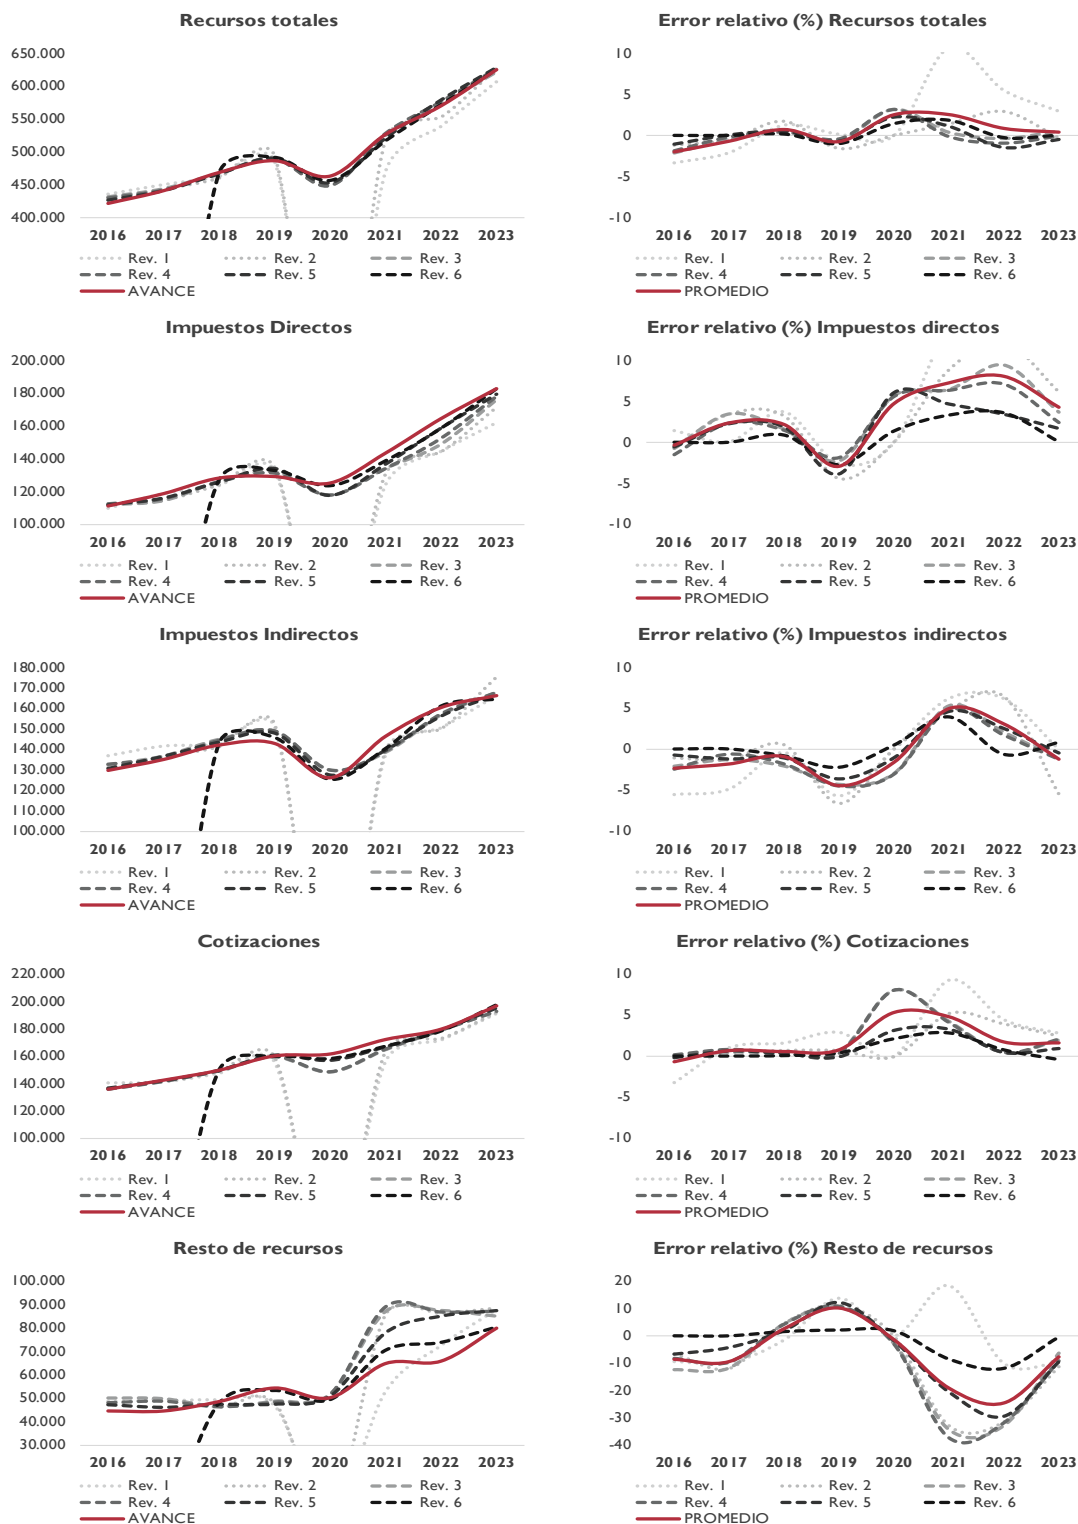 Recursos totales
650.000
600.000
550.000
500.000
450.000
400.000
2016 2017 2018 2019 2020 2021 2022 2023
Rev. 1 Rev. 2 Rev. 3
Rev. 4 Rev. 5 Rev. 6
AVANCE
Error relativo (%) Recursos totales
10
5
0
-5
-10
2016 2017 2018 2019 2020 2021 2022 2023
Rev. 1 Rev. 2 Rev. 3
Rev. 4 Rev. 5 Rev. 6
PROMEDIO
Impuestos Directos
200.000
180.000
160.000
140.000
120.000
100.000
2016 2017 2018 2019 2020 2021 2022 2023
Rev. 1 Rev. 2 Rev. 3
Rev. 4 Rev. 5 Rev. 6
AVANCE
Error relativo (%) Impuestos directos
10
5
0
-5
-10
2016 2017 2018 2019 2020 2021 2022 2023
Rev. 1 Rev. 2 Rev. 3
Rev. 4 Rev. 5 Rev. 6
PROMEDIO
Impuestos Indirectos
180.000
170.000
160.000
150.000
140.000
130.000
120.000
110.000
100.000
2016 2017 2018 2019 2020 2021 2022 2023
Rev. 1 Rev. 2 Rev. 3
Rev. 4 Rev. 5 Rev. 6
AVANCE
Error relativo (%) Impuestos indirectos
10
5
0
-5
-10
2016 2017 2018 2019 2020 2021 2022 2023
Rev. 1 Rev. 2 Rev. 3
Rev. 4 Rev. 5 Rev. 6
PROMEDIO
Cotizaciones
220.000
200.000
180.000
160.000
140.000
120.000
100.000
2016 2017 2018 2019 2020 2021 2022 2023
Rev. 1 Rev. 2 Rev. 3
Rev. 4 Rev. 5 Rev. 6
AVANCE
Error relativo (%) Cotizaciones
10
5
0
-5
-10
2016 2017 2018 2019 2020 2021 2022 2023
Rev. 1 Rev. 2 Rev. 3
Rev. 4 Rev. 5 Rev. 6
PROMEDIO
Resto de recursos
100.000
90.000
80.000
70.000
60.000
50.000
40.000
30.000
2016 2017 2018 2019 2020 2021 2022 2023
Rev. 1 Rev. 2 Rev. 3
Rev. 4 Rev. 5 Rev. 6
AVANCE
Error relativo (%) Resto de recursos
20
10
0
-10
-20
-30
-40
2016 2017 2018 2019 2020 2021 2022 2023
Rev. 1 Rev. 2 Rev. 3
Rev. 4 Rev. 5 Rev. 6
PROMEDIO